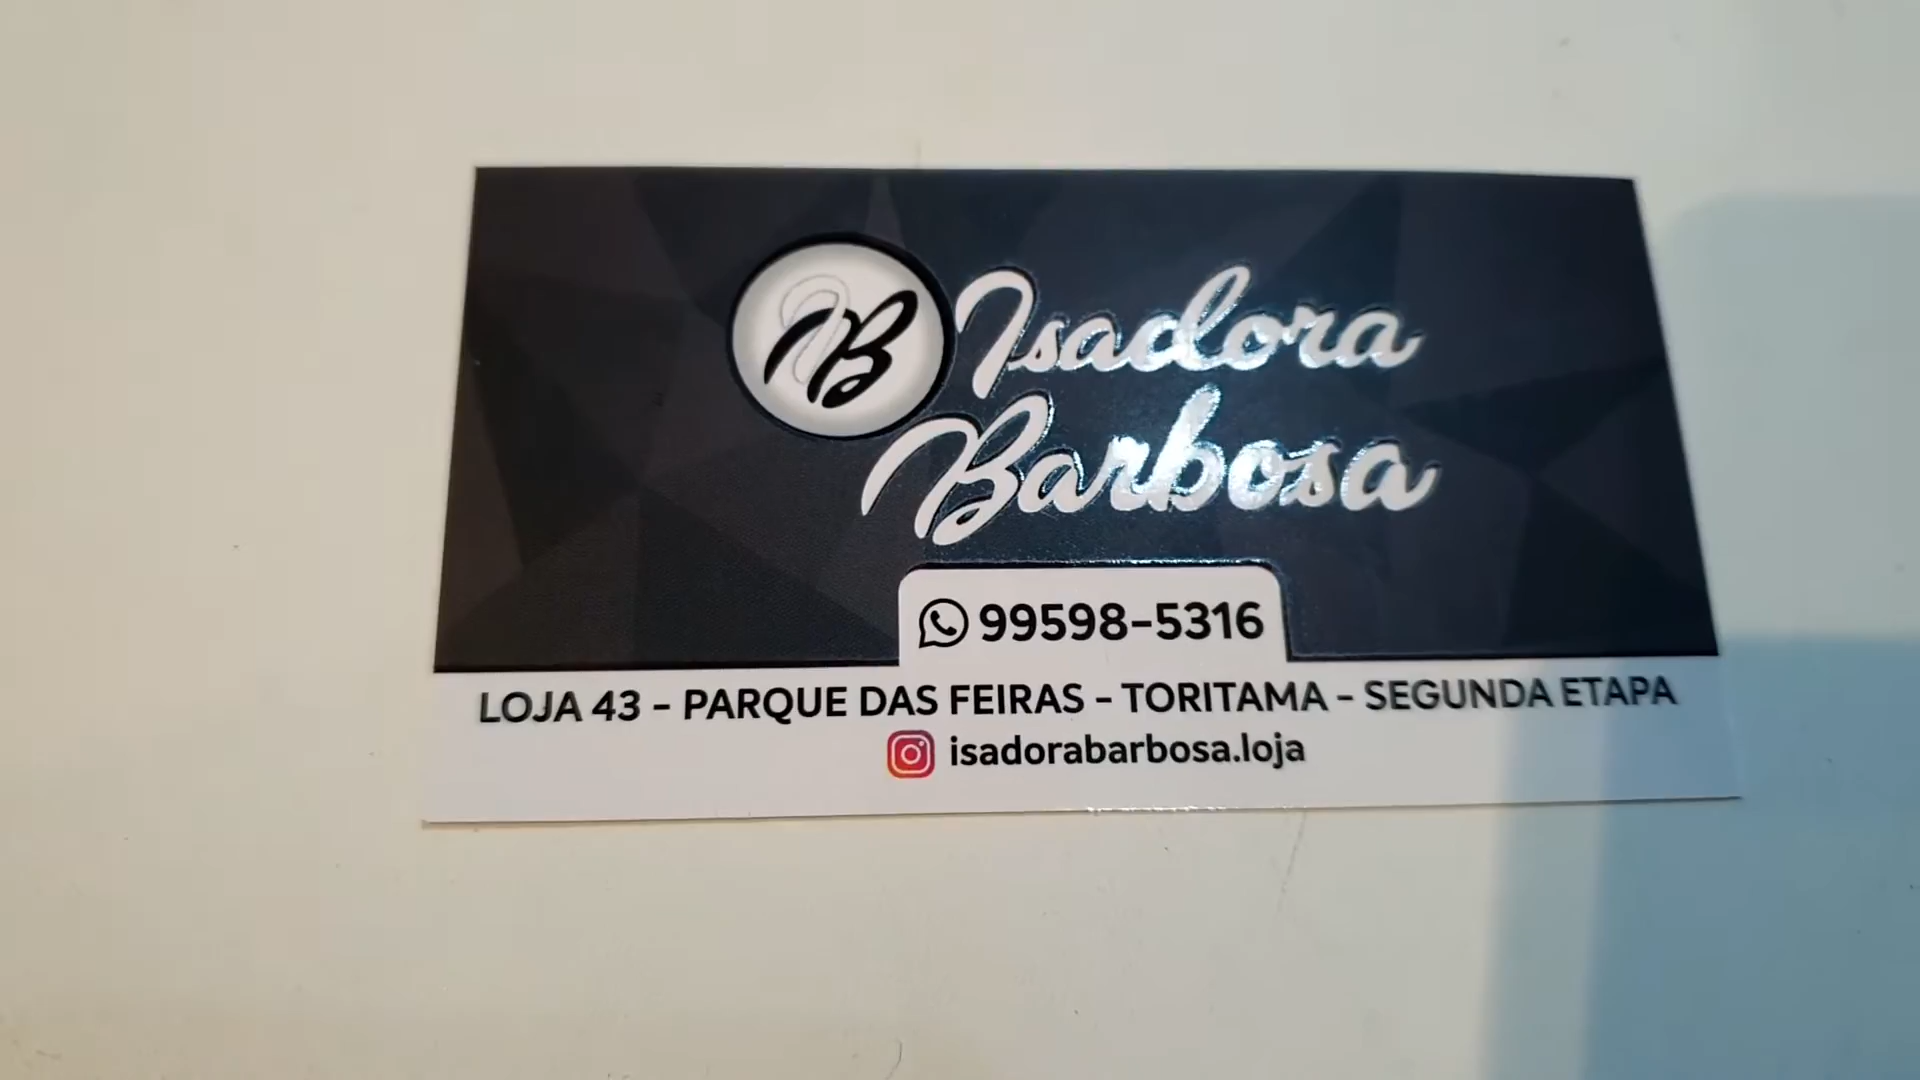 IB
Isadora
Barbosa
99598-5316
LOJA 43 - PARQUE DAS FEIRAS - TORITAMA - SEGUNDA ETAPA
isadorabarbosa.loja